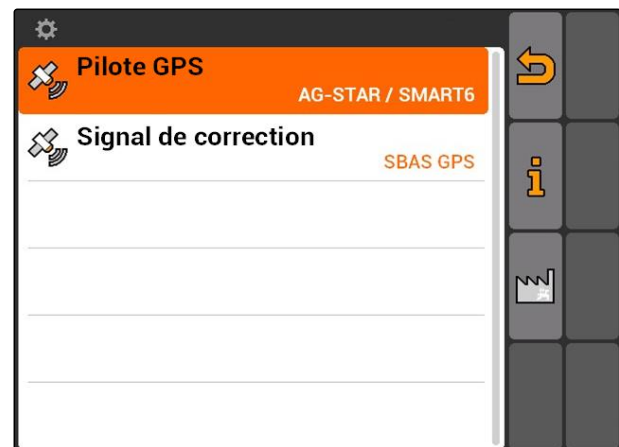 Pilote GPS
AG-STAR / SMART6
Signal de correction
SBAS GPS